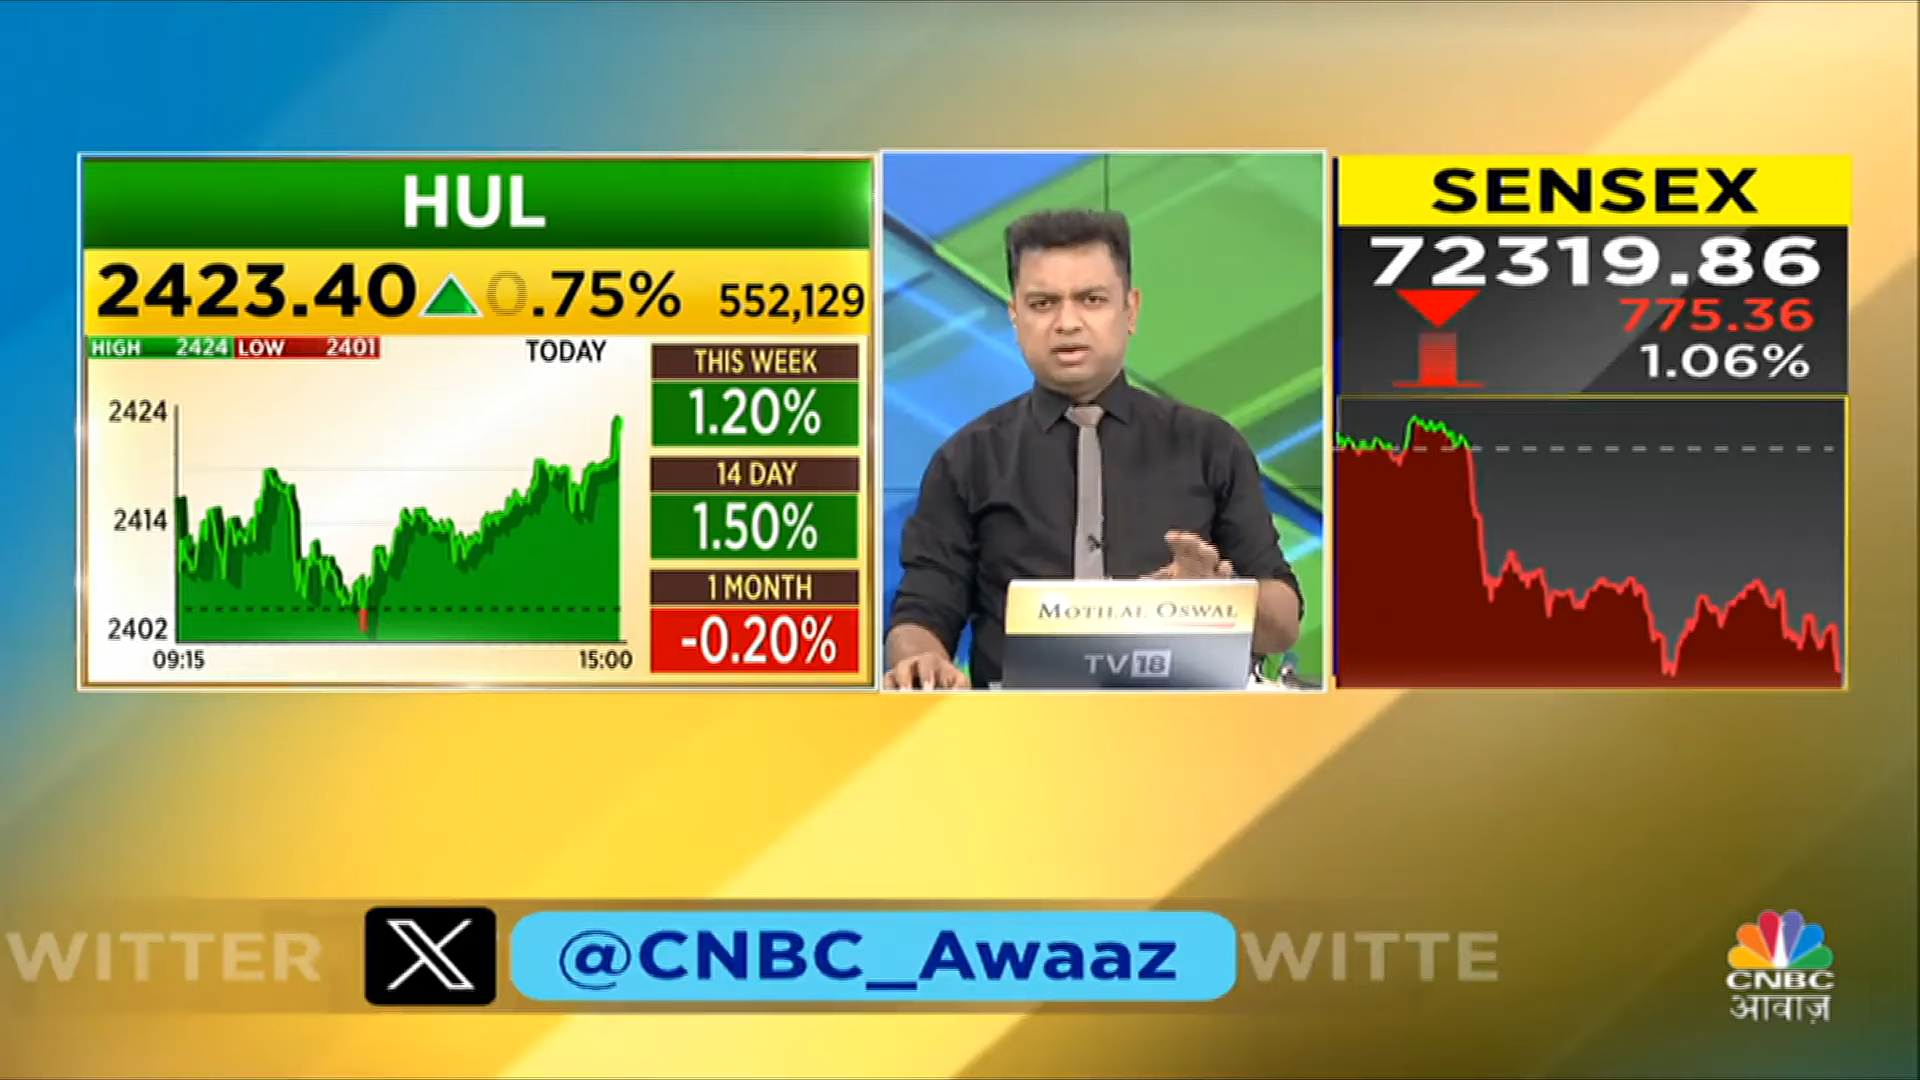 HUL
2423.40 0.75% 552,129
HIGH 2424 LOW 2401
TODAY
2424
2414
2402
09:15 15:00
THIS WEEK
1.20%
14 DAY
1.50%
1 MONTH
-0.20%
MOTILAL OSWAL
TV18
SENSEX
72319.86
775.36
1.06%
WITTER
X
@CNBC_Awaaz
WITTE
CNBC
आवाज़